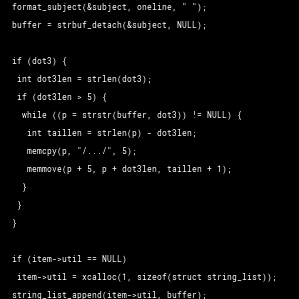 format_subject(&subject, oneline, " ");
buffer = strbuf_detach(&subject, NULL);
if (dot3) {
int dot3len = strlen(dot3);
if (dot3len > 5) {
while ((p = strstr(buffer, dot3)) != NULL) {
int taillen = strlen(p) - dot3len;
memcpy(p, "/.../", 5);
memmove(p + 5, p + dot3len, taillen + 1);
}
}
}
if (item->util == NULL)
item->util = xcalloc(1, sizeof(struct string_list));
string_list_append(item->util, buffer);